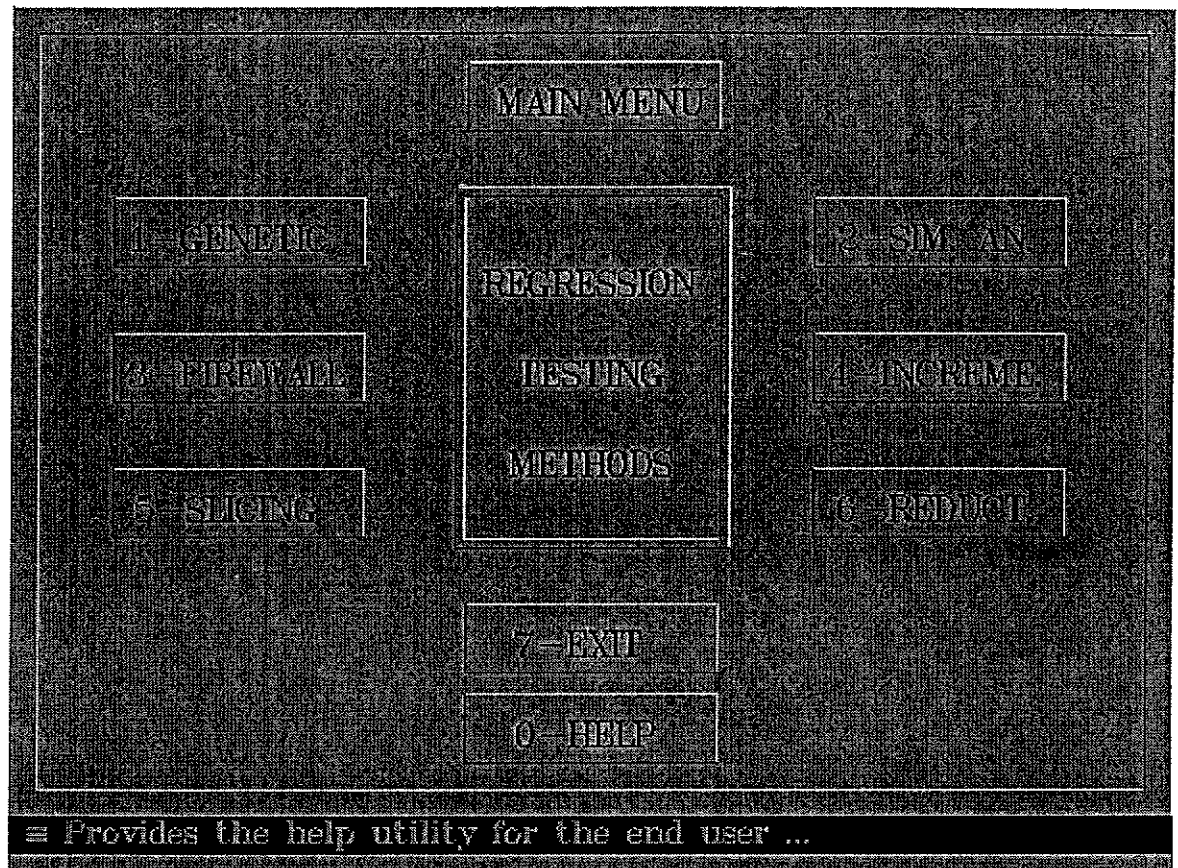 MAIN MENU
1-GENETIC
2-SIM. AN
REGRESSION
3-FIREWALL
TESTING
4-INCREME
METHODS
5-SLICING
6-REDUCT.
7-EXIT
0-HELP
≡ Provides the help utility for the end user ...